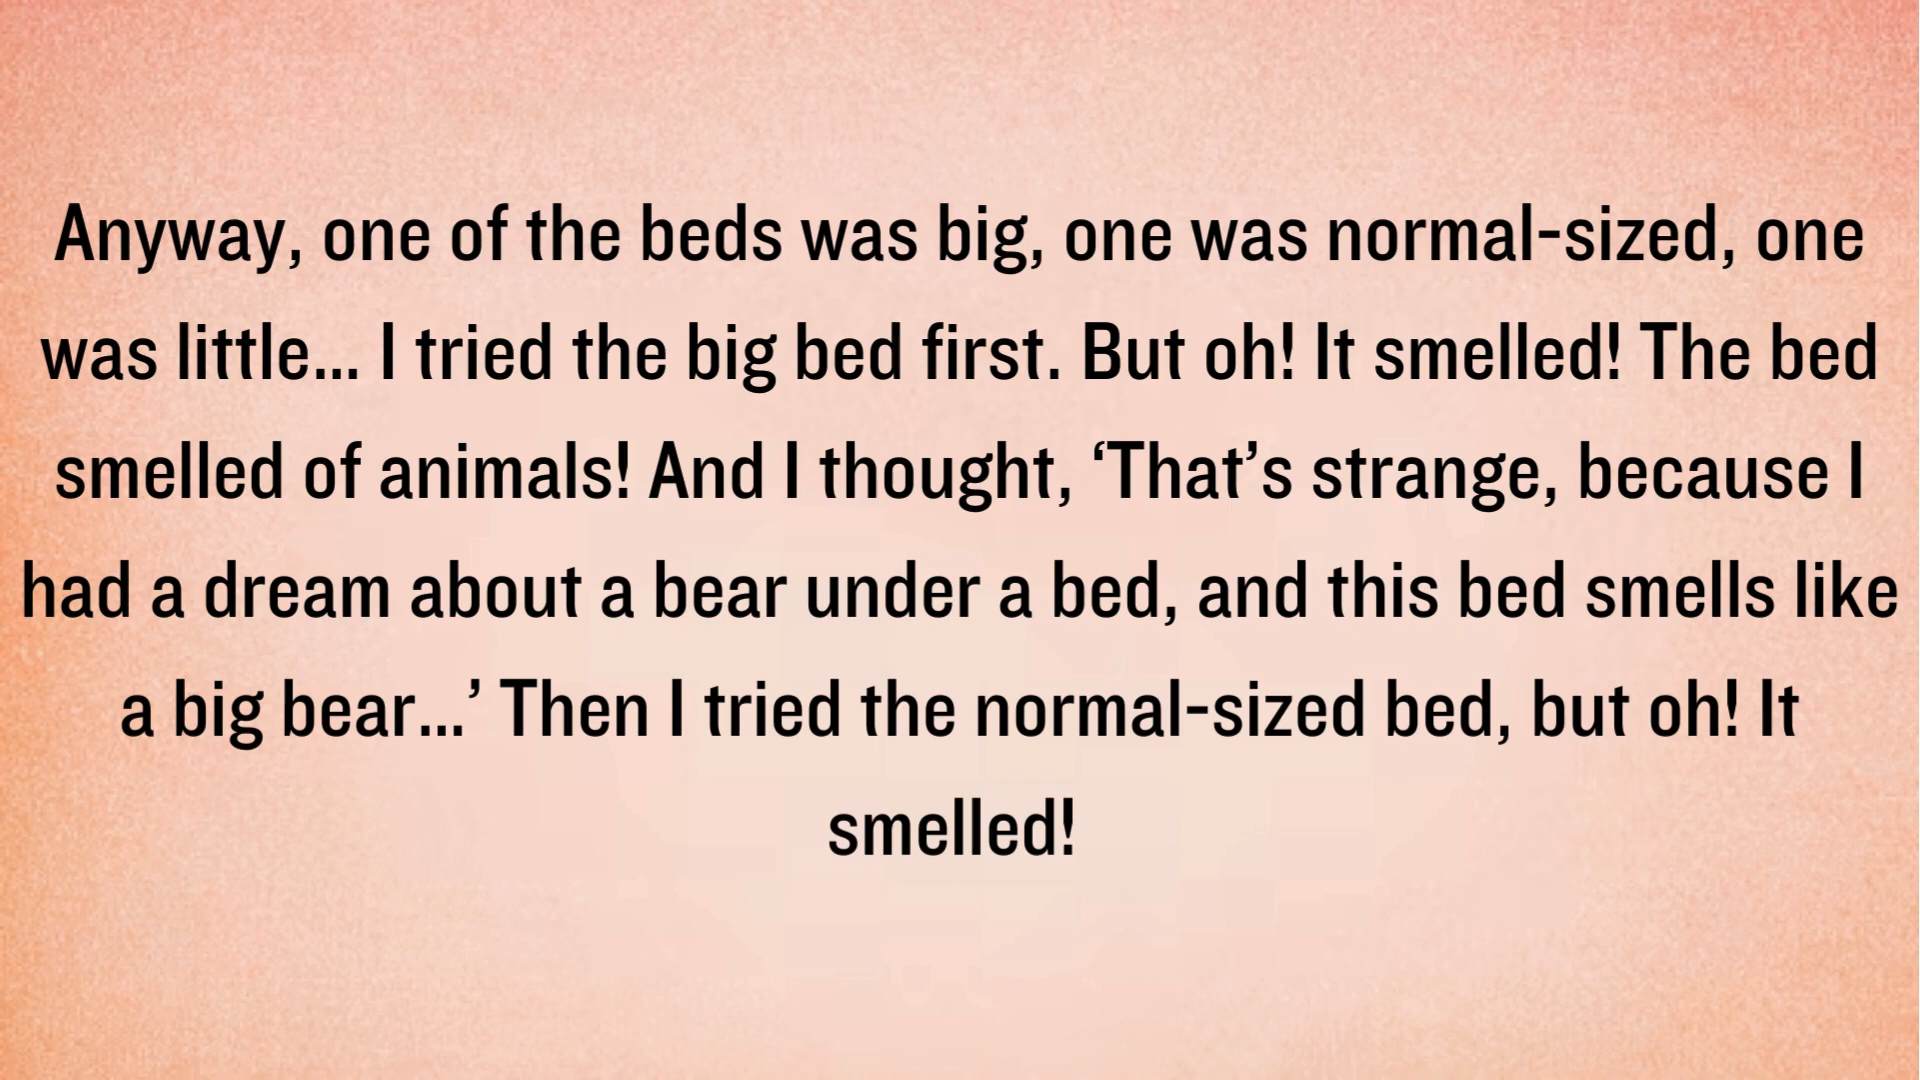 Anyway, one of the beds was big, one was normal-sized, one
was little... I tried the big bed first. But oh! It smelled! The bed
smelled of animals! And I thought, ‘That’s strange, because I
had a dream about a bear under a bed, and this bed smells like
a big bear...’ Then I tried the normal-sized bed, but oh! It
smelled!